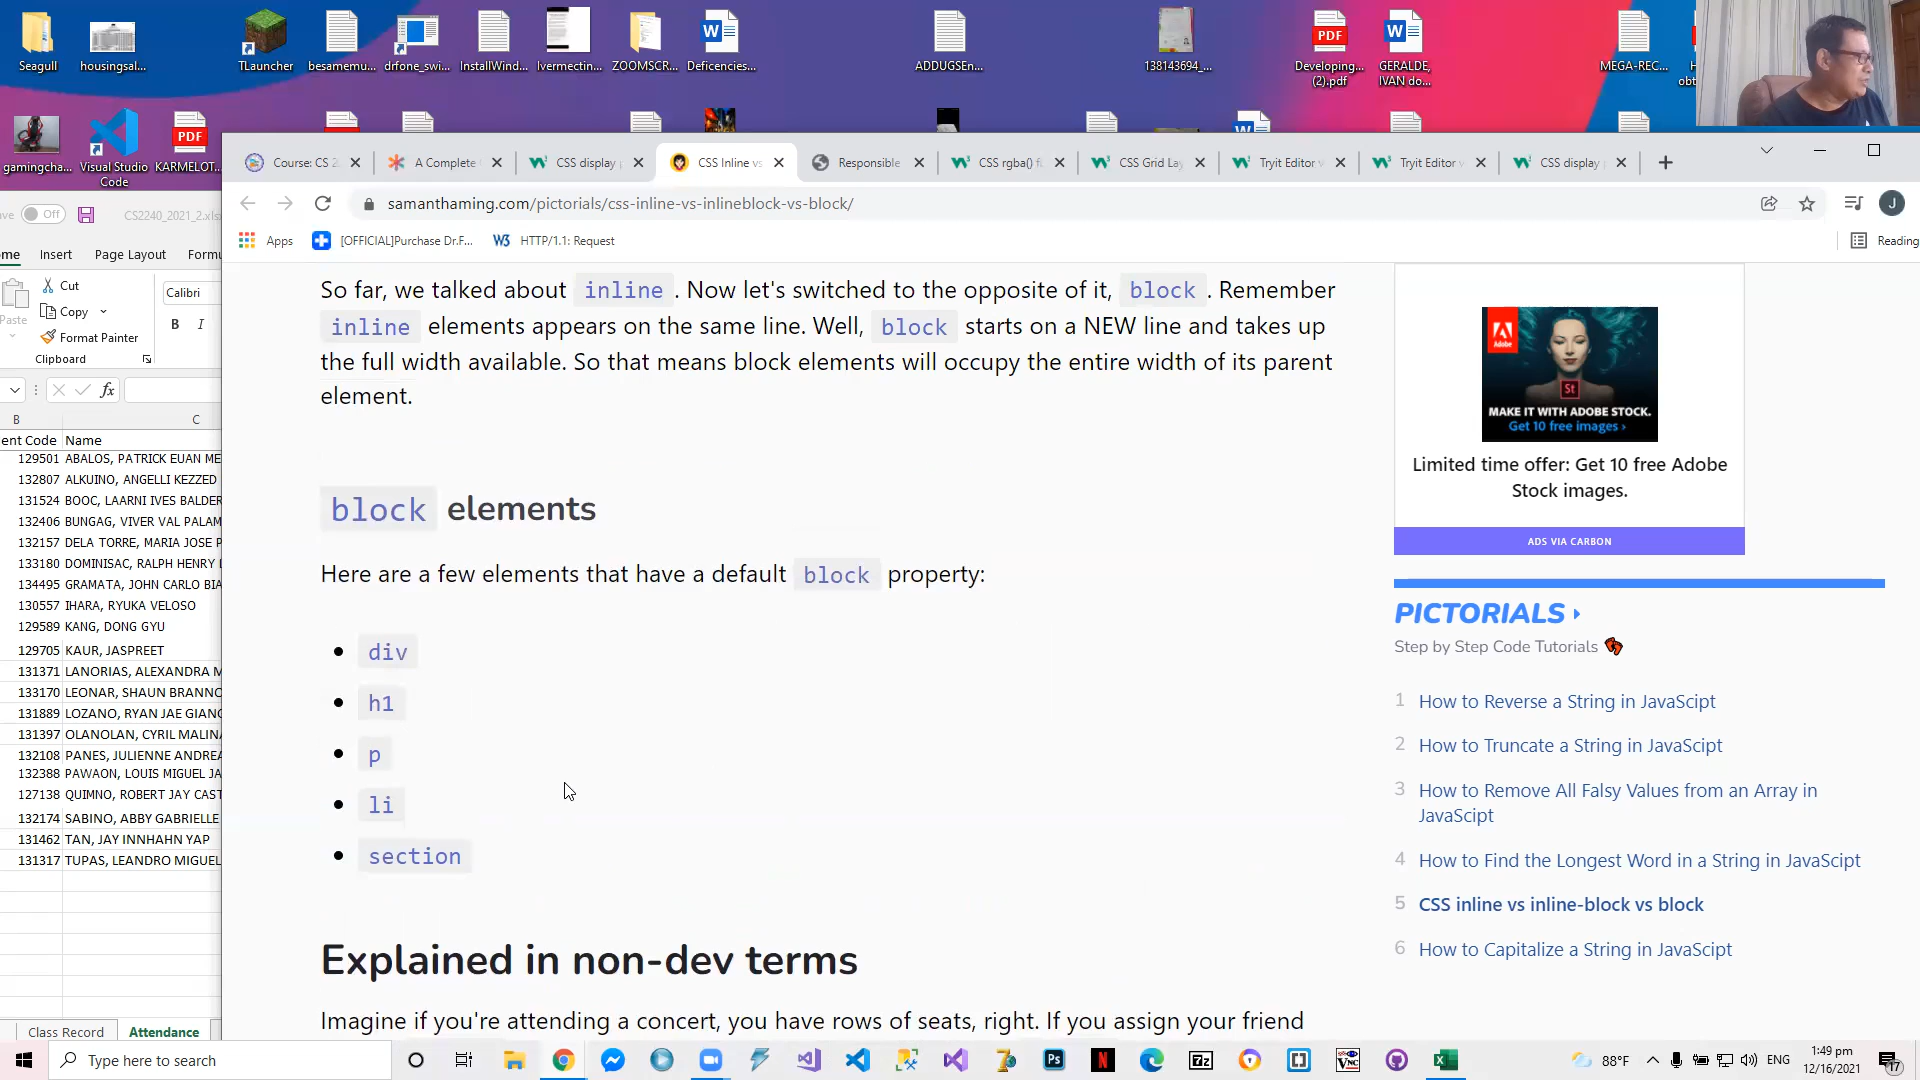 Seagull
housingsal...
TLauncher
besamemu...
drfone_swi...
InstallWind...
Ivermectin...
ZOOMSCR...
Deficencies...
ADDUGSEn...
138143694_...
Developing...
(2).pdf
GERALDE,
IVAN do...
MEGA-REC...
gamingcha...
Visual Studio
Code
KARMELOT...
Course: CS 2
A Complete
CSS display
CSS Inline vs
Responsible
CSS rgba() f
CSS Grid Lay
Tryit Editor
Tryit Editor
CSS display
samanthaming.com/pictorials/css-inline-vs-inlineblock-vs-block/
J
Apps
[OFFICIAL]Purchase Dr.F...
HTTP/1.1: Request
Reading
Off
CS2240_2021_2.xls
Insert
Page Layout
Formu
Paste
Cut
Copy
Format Painter
Calibri
B I
Clipboard
fx
B C
ent Code Name
129501 ABALOS, PATRICK EUAN ME
132807 ALKUINO, ANGELLI KEZZED
131524 BOOC, LAARNI IVES BALDER
132406 BUNGAG, VIVER VAL PALAM
132157 DELA TORRE, MARIA JOSE P
133180 DOMINISAC, RALPH HENRY
134495 GRAMATA, JOHN CARLO BIA
130557 IHARA, RYUKA VELOSO
129589 KANG, DONG GYU
129705 KAUR, JASPREET
131371 LANORIAS, ALEXANDRA M
133170 LEONAR, SHAUN BRANNO
131889 LOZANO, RYAN JAE GIANG
131397 OLANOLAN, CYRIL MALINA
132108 PANES, JULIENNE ANDREA
132388 PAWAON, LOUIS MIGUEL JA
127138 QUIMNO, ROBERT JAY CAST
132174 SABINO, ABBY GABRIELLE
131462 TAN, JAY INNHAHN YAP
131317 TUPAS, LEANDRO MIGUEL
Class Record
Attendance
So far, we talked about inline . Now let's switched to the opposite of it, block . Remember
inline elements appears on the same line. Well, block starts on a NEW line and takes up
the full width available. So that means block elements will occupy the entire width of its parent
element.
block elements
Here are a few elements that have a default block property:
• div
• h1
• p
• li
• section
Explained in non-dev terms
Imagine if you're attending a concert, you have rows of seats, right. If you assign your friend
MAKE IT WITH ADOBE STOCK.
Get 10 free images ›
Limited time offer: Get 10 free Adobe
Stock images.
ADS VIA CARBON
PICTORIALS
Step by Step Code Tutorials
1 How to Reverse a String in JavaScipt
2 How to Truncate a String in JavaScipt
3 How to Remove All Falsy Values from an Array in
JavaScipt
4 How to Find the Longest Word in a String in JavaScipt
5 CSS inline vs inline-block vs block
6 How to Capitalize a String in JavaScipt
Type here to search
88°F
ENG
1:49 pm
12/16/2021
17